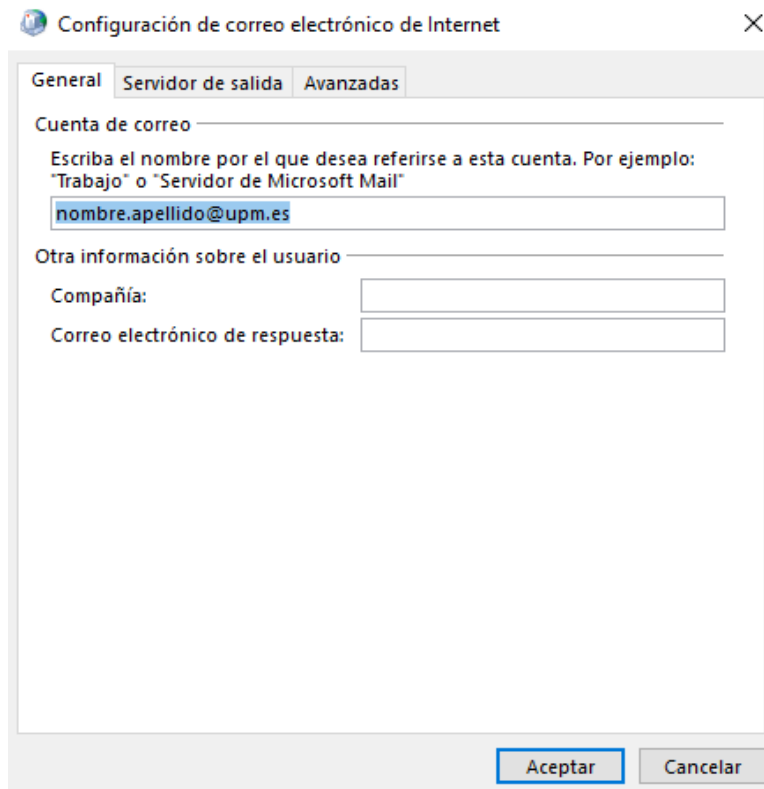 Configuración de correo electrónico de Internet
General Servidor de salida Avanzadas
Cuenta de correo
Escriba el nombre por el que desea referirse a esta cuenta. Por ejemplo:
"Trabajo" o "Servidor de Microsoft Mail"
nombre.apellido@upm.es
Otra información sobre el usuario
Compañía:
Correo electrónico de respuesta:
Aceptar Cancelar